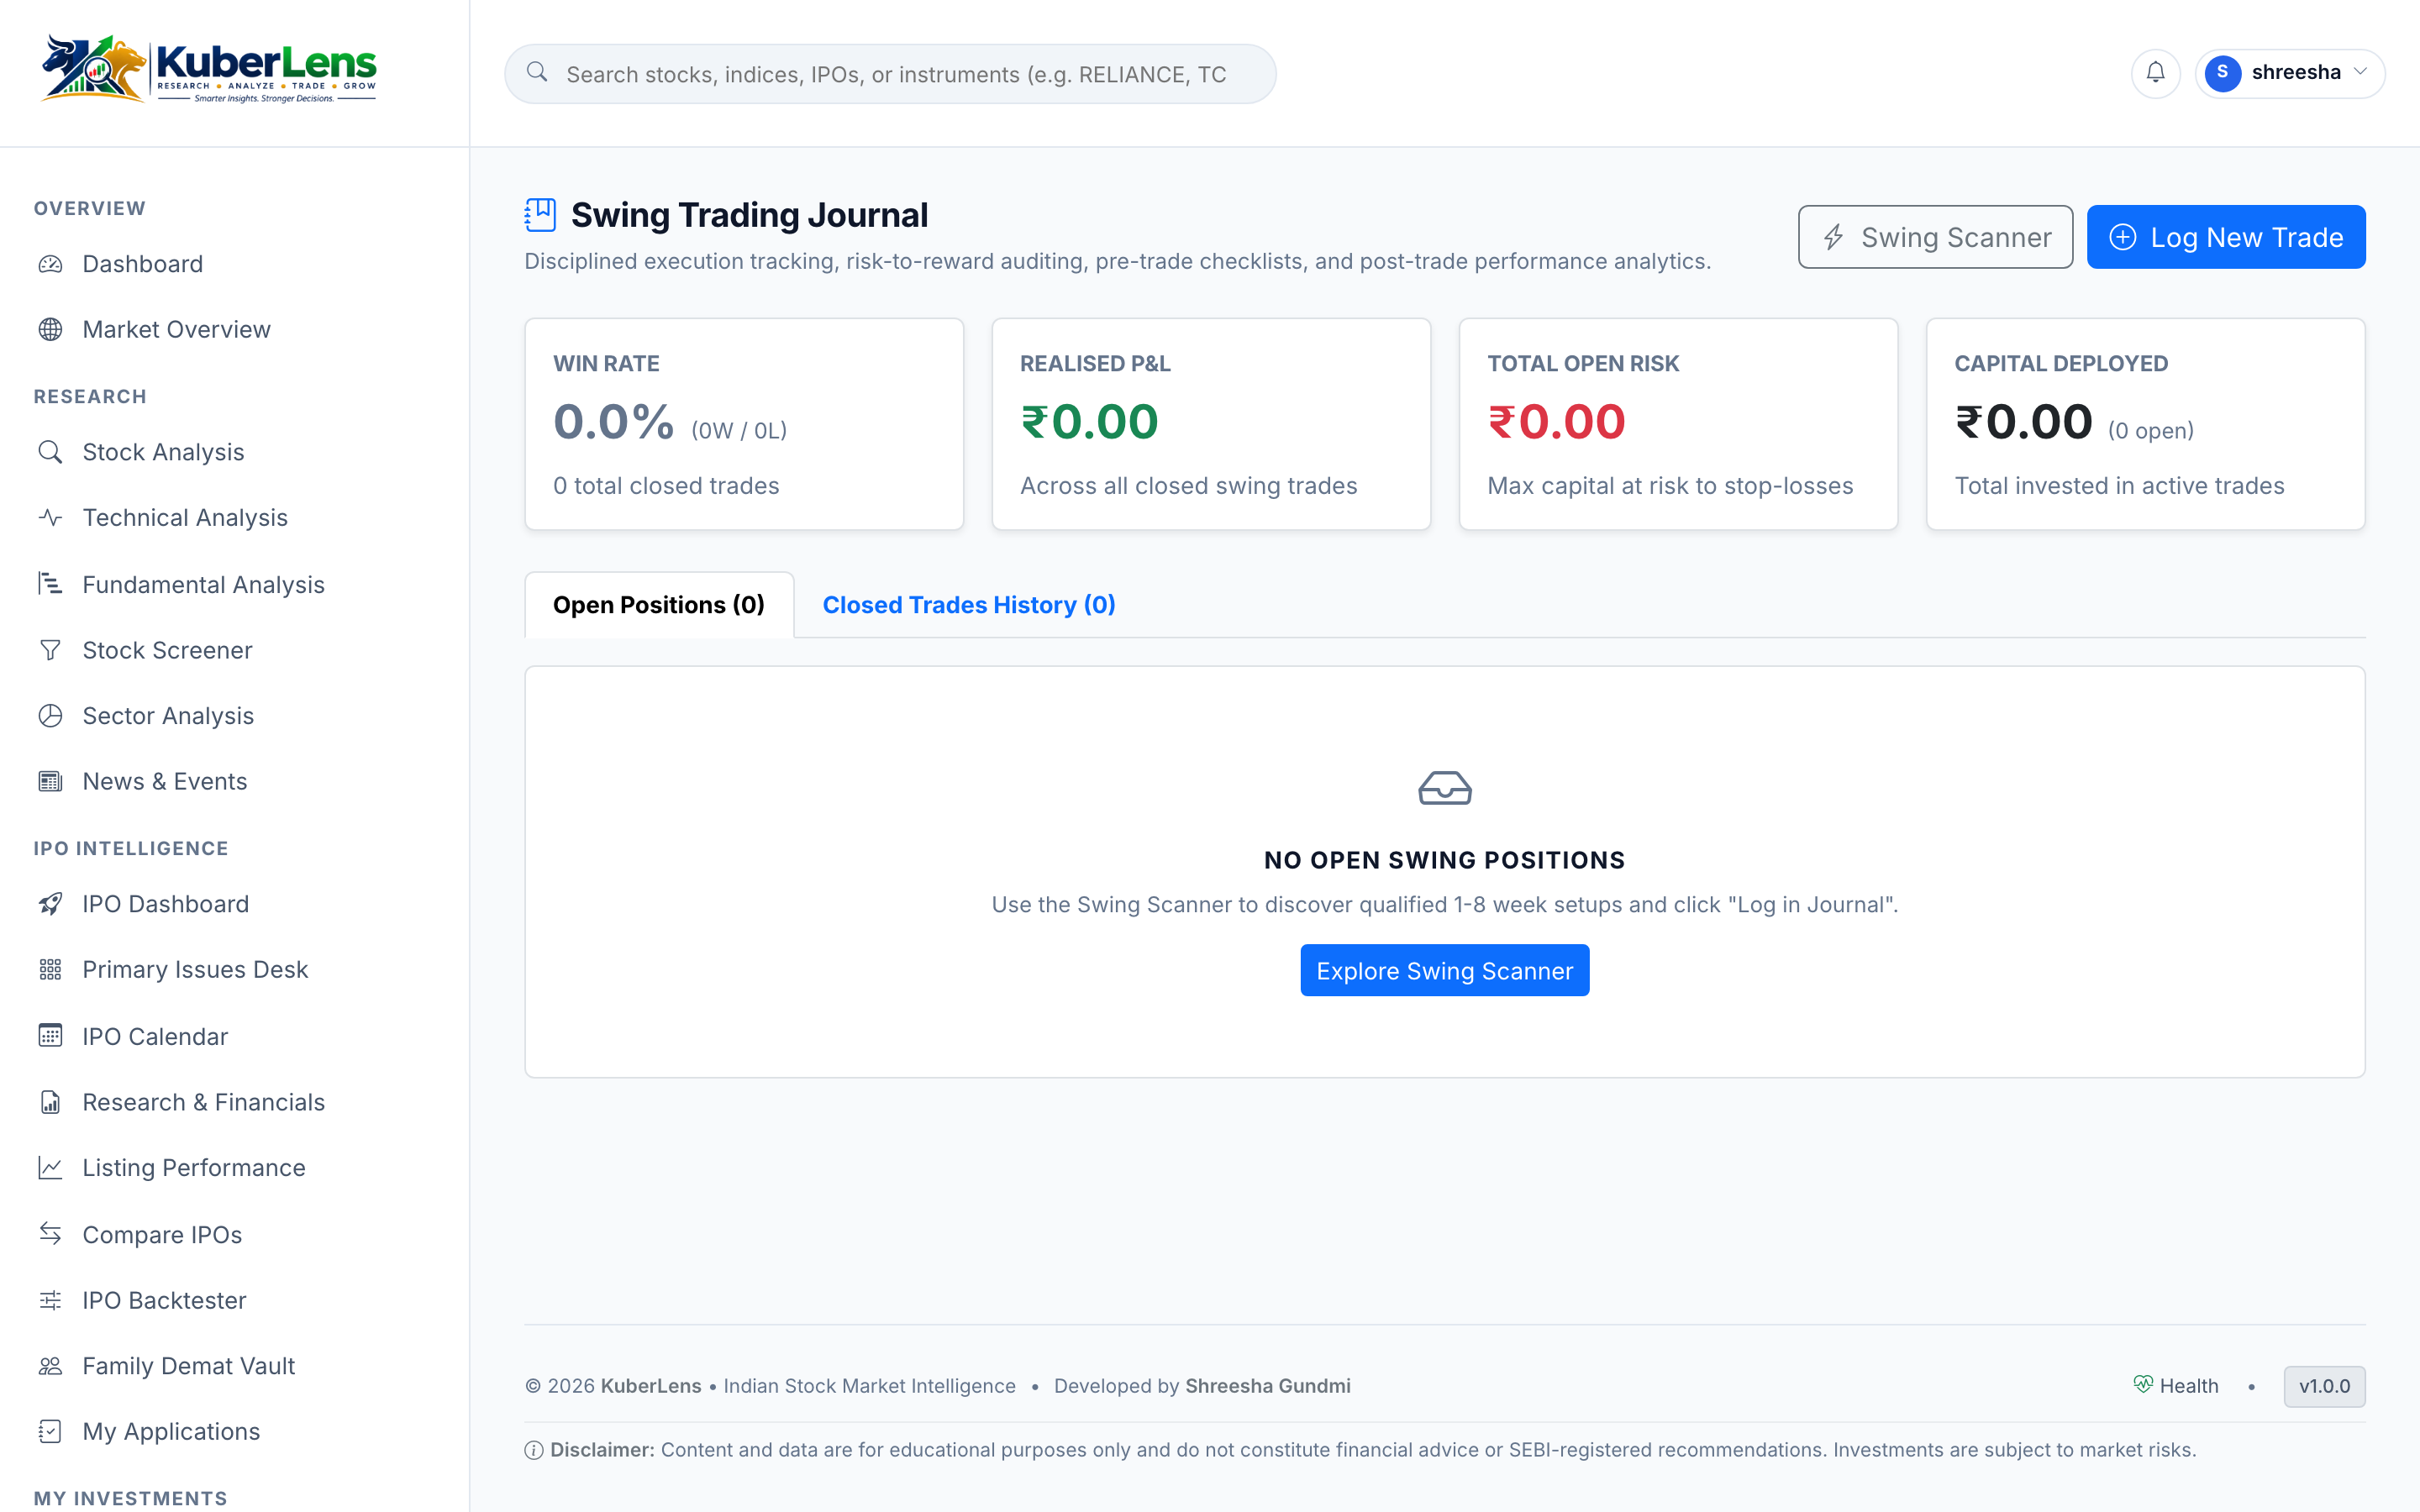 KuberLens
RESEARCH • ANALYZE • TRADE • GROW
Smarter Insights. Stronger Decisions.
Search stocks, indices, IPOs, or instruments (e.g. RELIANCE, TC
S
shreesha
OVERVIEW
Dashboard
Market Overview
RESEARCH
Stock Analysis
Technical Analysis
Fundamental Analysis
Stock Screener
Sector Analysis
News & Events
IPO INTELLIGENCE
IPO Dashboard
Primary Issues Desk
IPO Calendar
Research & Financials
Listing Performance
Compare IPOs
IPO Backtester
Family Demat Vault
My Applications
MY INVESTMENTS
Swing Trading Journal
Disciplined execution tracking, risk-to-reward auditing, pre-trade checklists, and post-trade performance analytics.
Swing Scanner
Log New Trade
WIN RATE
0.0% (0W / 0L)
0 total closed trades
REALISED P&L
₹0.00
Across all closed swing trades
TOTAL OPEN RISK
₹0.00
Max capital at risk to stop-losses
CAPITAL DEPLOYED
₹0.00 (0 open)
Total invested in active trades
Open Positions (0)
Closed Trades History (0)
NO OPEN SWING POSITIONS
Use the Swing Scanner to discover qualified 1-8 week setups and click "Log in Journal".
Explore Swing Scanner
© 2026 KuberLens • Indian Stock Market Intelligence • Developed by Shreesha Gundmi
Health • v1.0.0
Disclaimer: Content and data are for educational purposes only and do not constitute financial advice or SEBI-registered recommendations. Investments are subject to market risks.